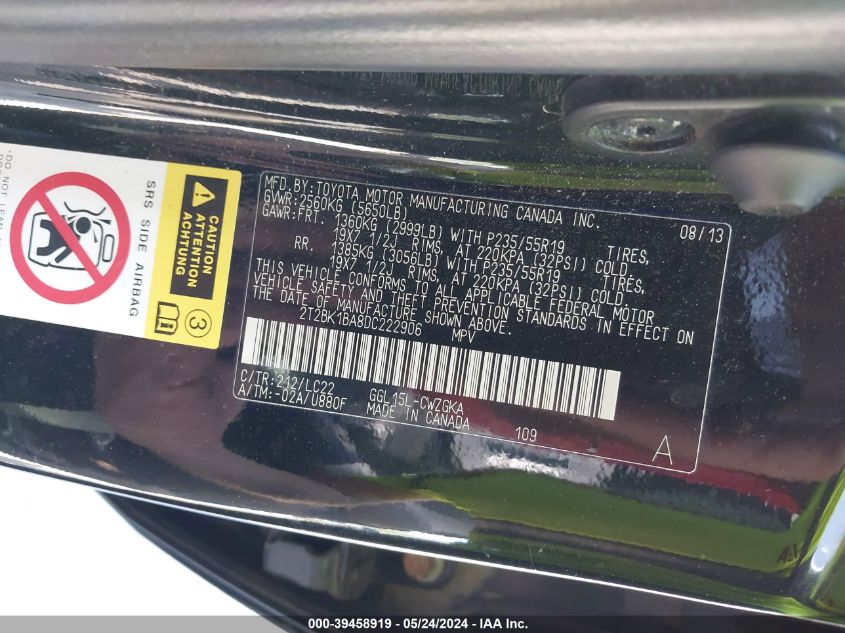 MFD.BY:TOYOTA MOTOR MANUFACTURING CANADA INC. 08/13
GVWR:2560KG (5650LB)
GAWR:FRT. 1360KG (2999LB) WITH P235/55R19 TIRES,
19X7 1/2J RIMS, AT 220KPA (32PSI) COLD.
RR. 1385KG (3056LB) WITH P235/55R19 TIRES,
19X7 1/2J RIMS, AT 220KPA (32PSI) COLD.
THIS VEHICLE CONFORMS TO ALL APPLICABLE FEDERAL MOTOR
VEHICLE SAFETY AND THEFT PREVENTION STANDARDS IN EFFECT ON
THE DATE OF MANUFACTURE SHOWN ABOVE.
2T2BK1BA8DC222906 MPV
C/TR:212/LC22 GGL15L-CWZGKA
A/TM:-02A/U880F MADE IN CANADA 109 A
CAUTION
ATTENTION
3
SRS SIDE AIRBAG
000-39458919 - 05/24/2024 - IAA Inc.